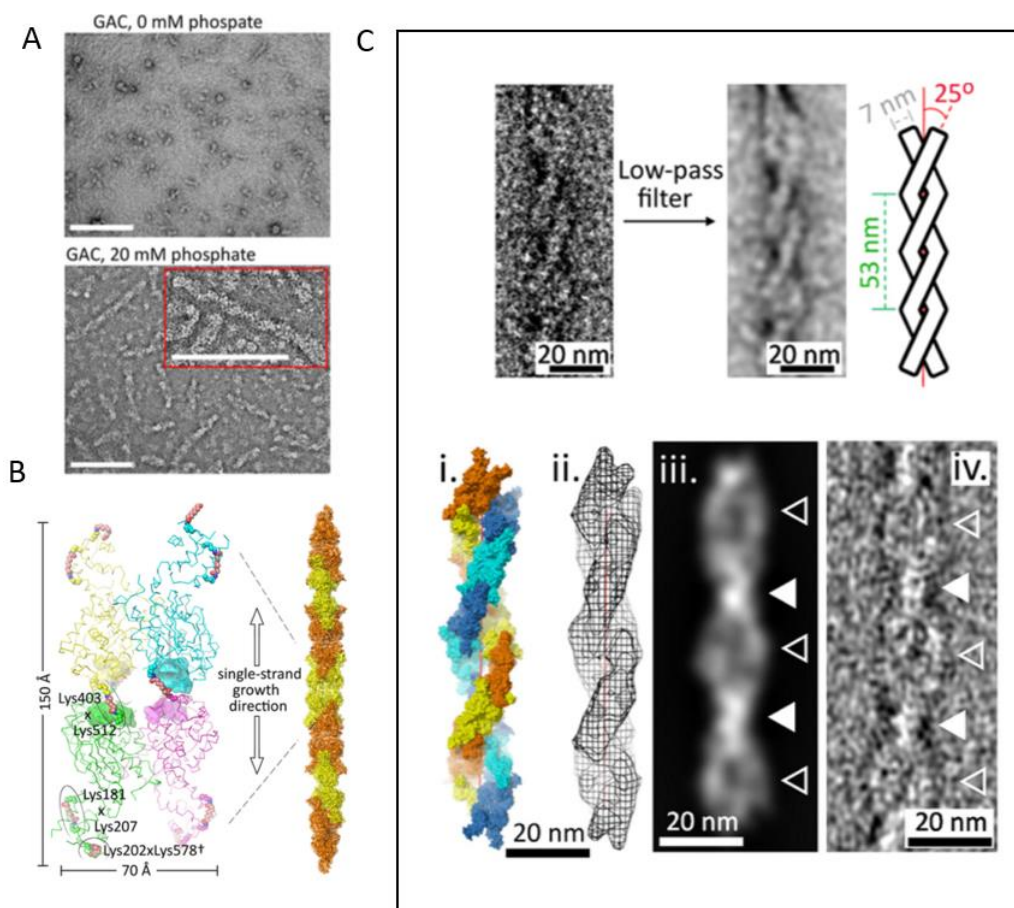 A
GAC, 0 mM phospate
GAC, 20 mM phosphate
B
150 Å
Lys403
x
Lys512
Lys181
x
Lys207
Lys202xLys578†
70 Å
single-strand
growth
direction
C
Low-pass
filter
20 nm
20 nm
7 nm
25º
53 nm
i.
ii.
iii.
iv.
20 nm
20 nm
20 nm